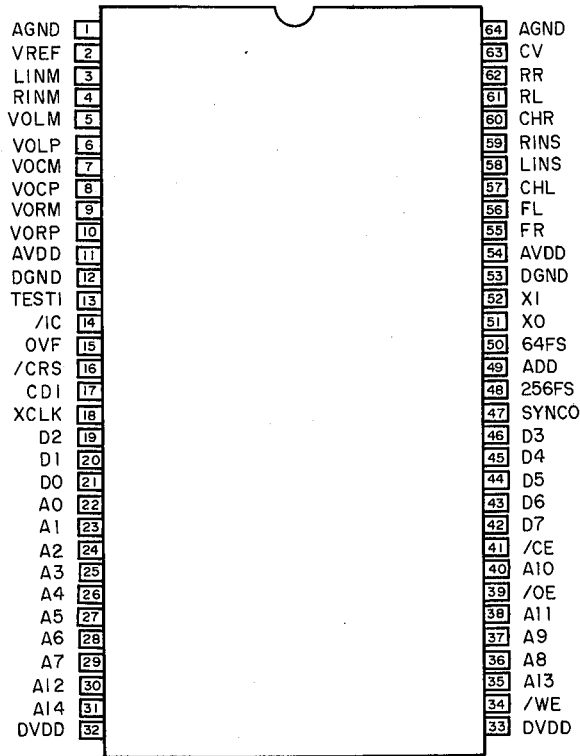 AGND 1 64 AGND
VREF 2 63 CV
LINM 3 62 RR
RINM 4 61 RL
VOLM 5 60 CHR
VOLP 6 59 RINS
VOCM 7 58 LINS
VOCP 8 57 CHL
VORM 9 56 FL
VORP 10 55 FR
AVDD 11 54 AVDD
DGND 12 53 DGND
TEST1 13 52 XI
/IC 14 51 XO
OVF 15 50 64FS
/CRS 16 49 ADD
CDI 17 48 256FS
XCLK 18 47 SYNCO
D2 19 46 D3
D1 20 45 D4
D0 21 44 D5
A0 22 43 D6
A1 23 42 D7
A2 24 41 /CE
A3 25 40 A10
A4 26 39 /OE
A5 27 38 A11
A6 28 37 A9
A7 29 36 A8
A12 30 35 A13
A14 31 34 /WE
DVDD 32 33 DVDD